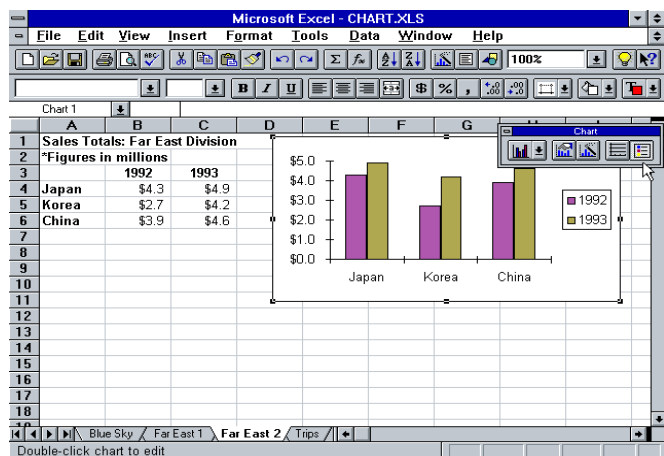 Microsoft Excel - CHART.XLS
File Edit View Insert Format Tools Data Window Help
100%
B I U $ % ,
Chart 1
A B C D E F G
1 Sales Totals: Far East Division
2 *Figures in millions
3 1992 1993
4 Japan $4.3 $4.9
5 Korea $2.7 $4.2
6 China $3.9 $4.6
7
8
9
10
11
12
13
14
15
16
17
18
Chart
$5.0
$4.0
$3.0
$2.0
$1.0
$0.0
Japan Korea China
1992
1993
Blue Sky Far East 1 Far East 2 Trips
Double-click chart to edit